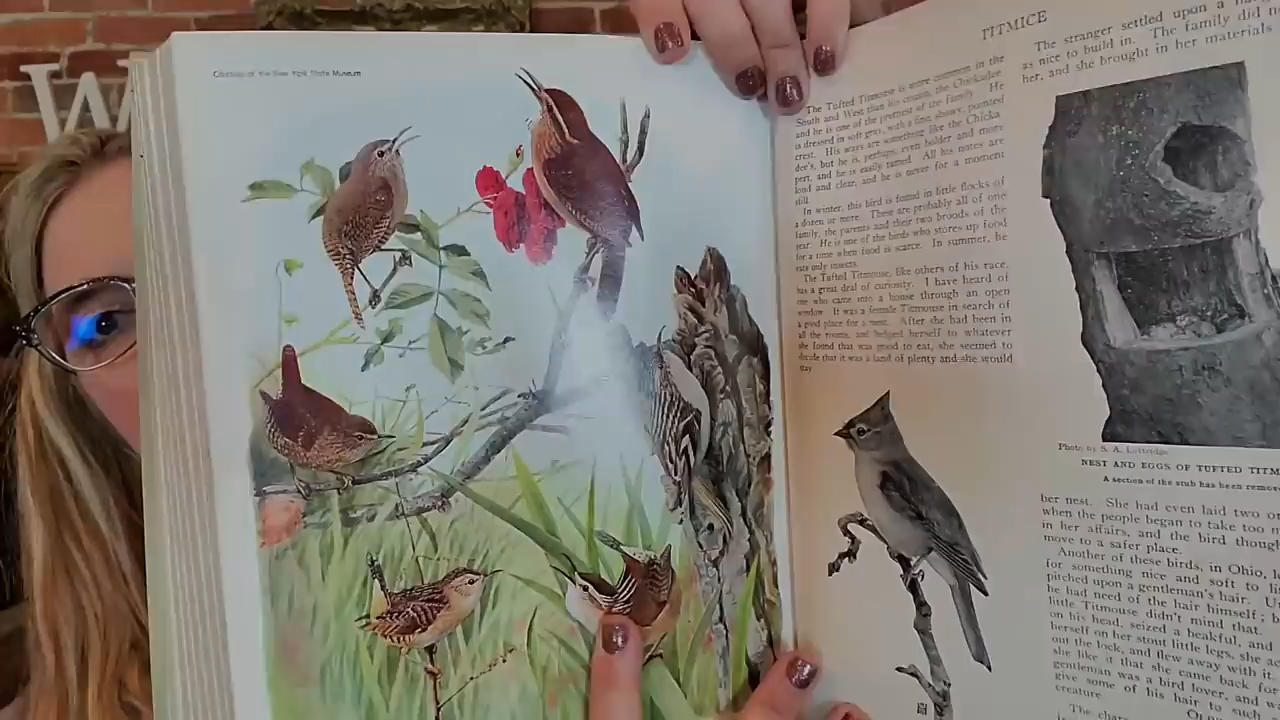 W
Courtesy of the New York State Museum
TITMICE
The Tufted Titmouse is more common in the
South and West than his cousin, the Chickadee
and he is one of the prettiest of the family. He
is dressed in soft gray, with a fine, showy, pointed
crest. His ways are something like the Chicka
dee's, but he is, perhaps, even bolder and more
pert, and he is easily tamed. All his notes are
loud and clear, and he is never for a moment
still.
In winter, this bird is found in little flocks of
a dozen or more. These are probably all of one
family, the parents and their two broods of the
year. He is one of the birds who stores up food
for a time when food is scarce. In summer, he
eats only insects.
The Tufted Titmouse, like others of his race,
has a great deal of curiosity. I have heard of
one who came into a house through an open
window. It was a female Titmouse in search of
a good place for a nest. After she had been in
all the rooms, and helped herself to whatever
she found that was good to eat, she seemed to
decide that it was a land of plenty and she would
stay
The stranger settled upon a
as nice to build in. The family did
her, and she brought in her materials
Photo by S. A. Lottridge
NEST AND EGGS OF TUFTED TITM
A section of the stub has been remov
her nest. She had even laid two or
when the people began to take too
in her affairs, and the bird though
move to a safer place.
Another of these birds, in Ohio,
for something nice and soft to li
pitched upon a gentleman's hair. U
he had need of the hair himself; b
little Titmouse didn't mind that.
on his head, seized a beakful, and
herself on her stout little legs, she
out the lock, and flew away with it.
she like it that she came back for
gentleman was a bird lover, and w
give some of his hair to such
creature
The char